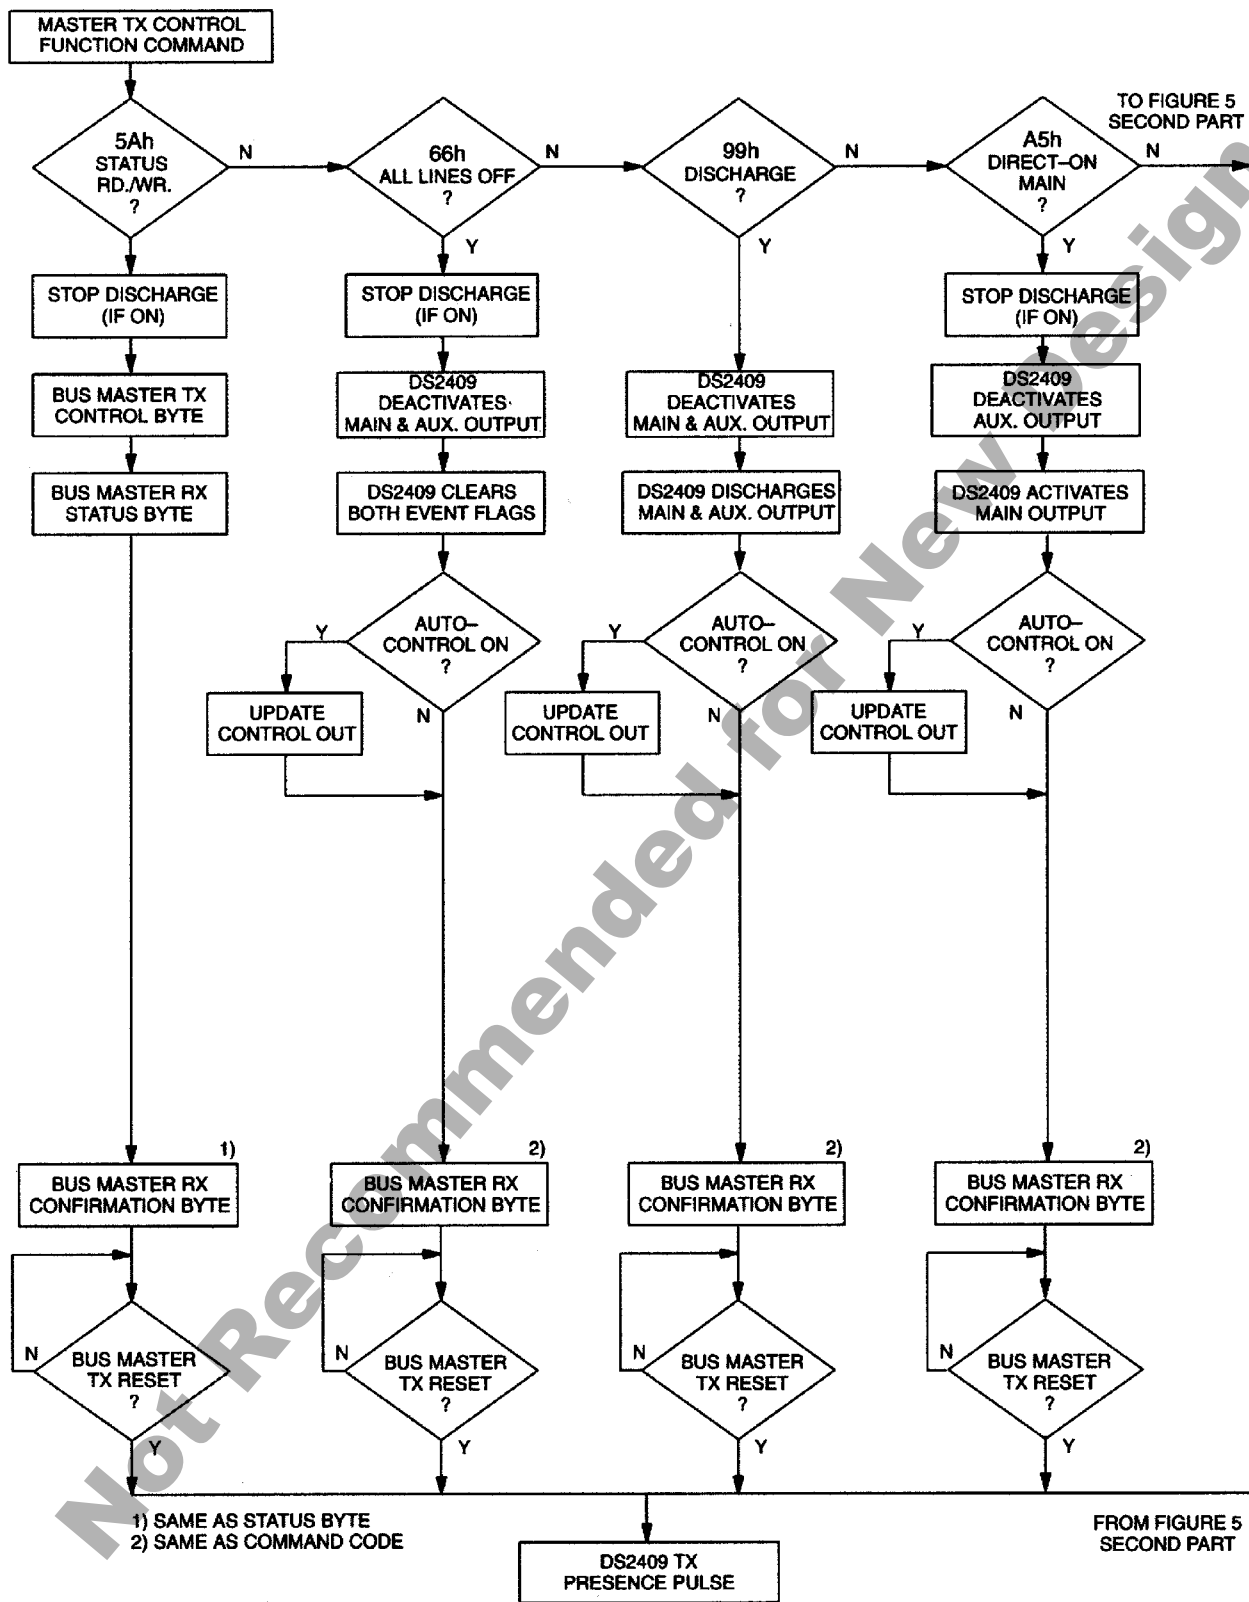 MASTER TX CONTROL
FUNCTION COMMAND
TO FIGURE 5
SECOND PART
5Ah
STATUS
RD./WR.
?
N
66h
ALL LINES OFF
?
N
99h
DISCHARGE
?
N
A5h
DIRECT–ON
MAIN
?
N
Y
Y
Y
STOP DISCHARGE
(IF ON)
STOP DISCHARGE
(IF ON)
STOP DISCHARGE
(IF ON)
BUS MASTER TX
CONTROL BYTE
DS2409
DEACTIVATES
MAIN & AUX. OUTPUT
DS2409
DEACTIVATES
MAIN & AUX. OUTPUT
DS2409
DEACTIVATES
AUX. OUTPUT
BUS MASTER RX
STATUS BYTE
DS2409 CLEARS
BOTH EVENT FLAGS
DS2409 DISCHARGES
MAIN & AUX. OUTPUT
DS2409 ACTIVATES
MAIN OUTPUT
AUTO–
CONTROL ON
?
Y
N
AUTO–
CONTROL ON
?
Y
N
AUTO–
CONTROL ON
?
Y
N
UPDATE
CONTROL OUT
UPDATE
CONTROL OUT
UPDATE
CONTROL OUT
1)
BUS MASTER RX
CONFIRMATION BYTE
2)
BUS MASTER RX
CONFIRMATION BYTE
2)
BUS MASTER RX
CONFIRMATION BYTE
2)
BUS MASTER RX
CONFIRMATION BYTE
N
BUS MASTER
TX RESET
?
Y
N
BUS MASTER
TX RESET
?
Y
N
BUS MASTER
TX RESET
?
Y
N
BUS MASTER
TX RESET
?
Y
1) SAME AS STATUS BYTE
2) SAME AS COMMAND CODE
DS2409 TX
PRESENCE PULSE
FROM FIGURE 5
SECOND PART
Not Recommended for New Design